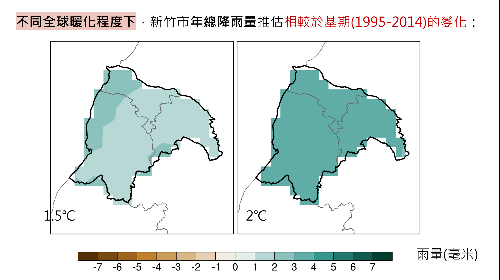 不同全球暖化程度下，新竹市年總降雨量推估相較於基期(1995-2014)的變化：
1.5℃
2℃
-7 -6 -5 -4 -3 -2 -1 0 1 2 3 4 5 6 7
雨量(毫米)